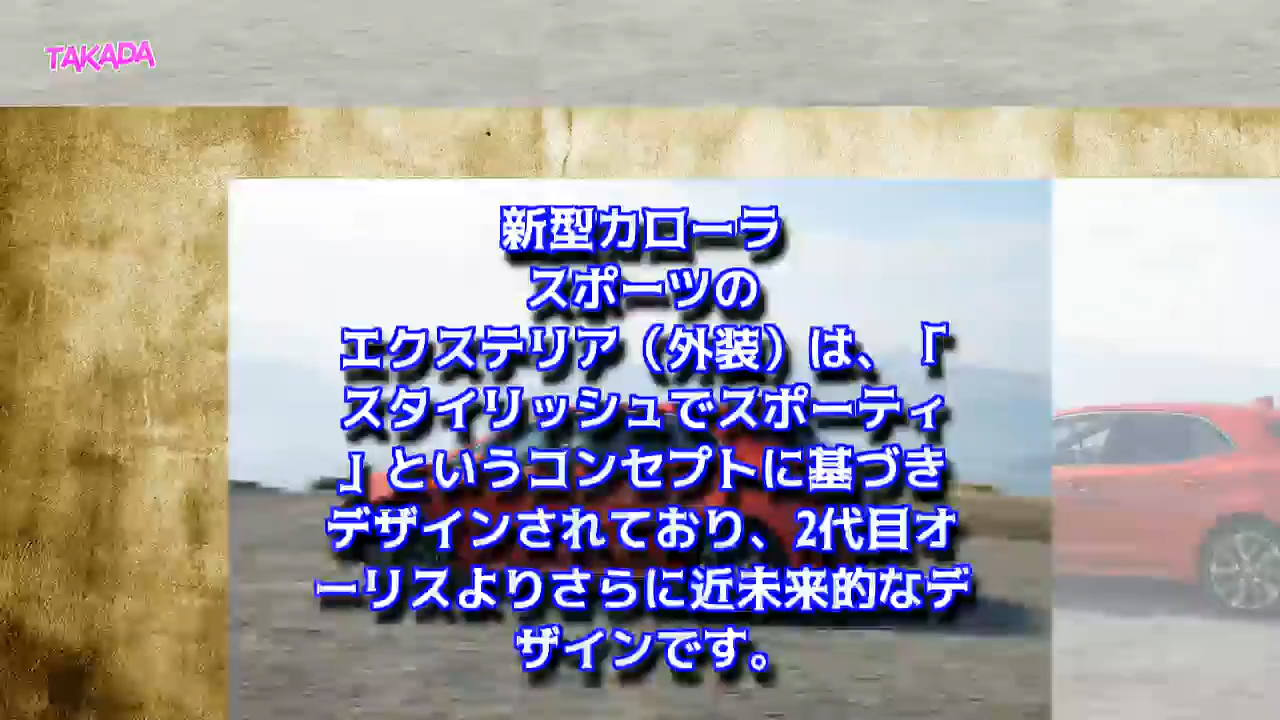 TAKADA
新型カローラ
スポーツの
エクステリア（外装）は、「
スタイリッシュでスポーティ
」というコンセプトに基づき
デザインされており、2代目オ
ーリスよりさらに近未来的なデ
ザインです。